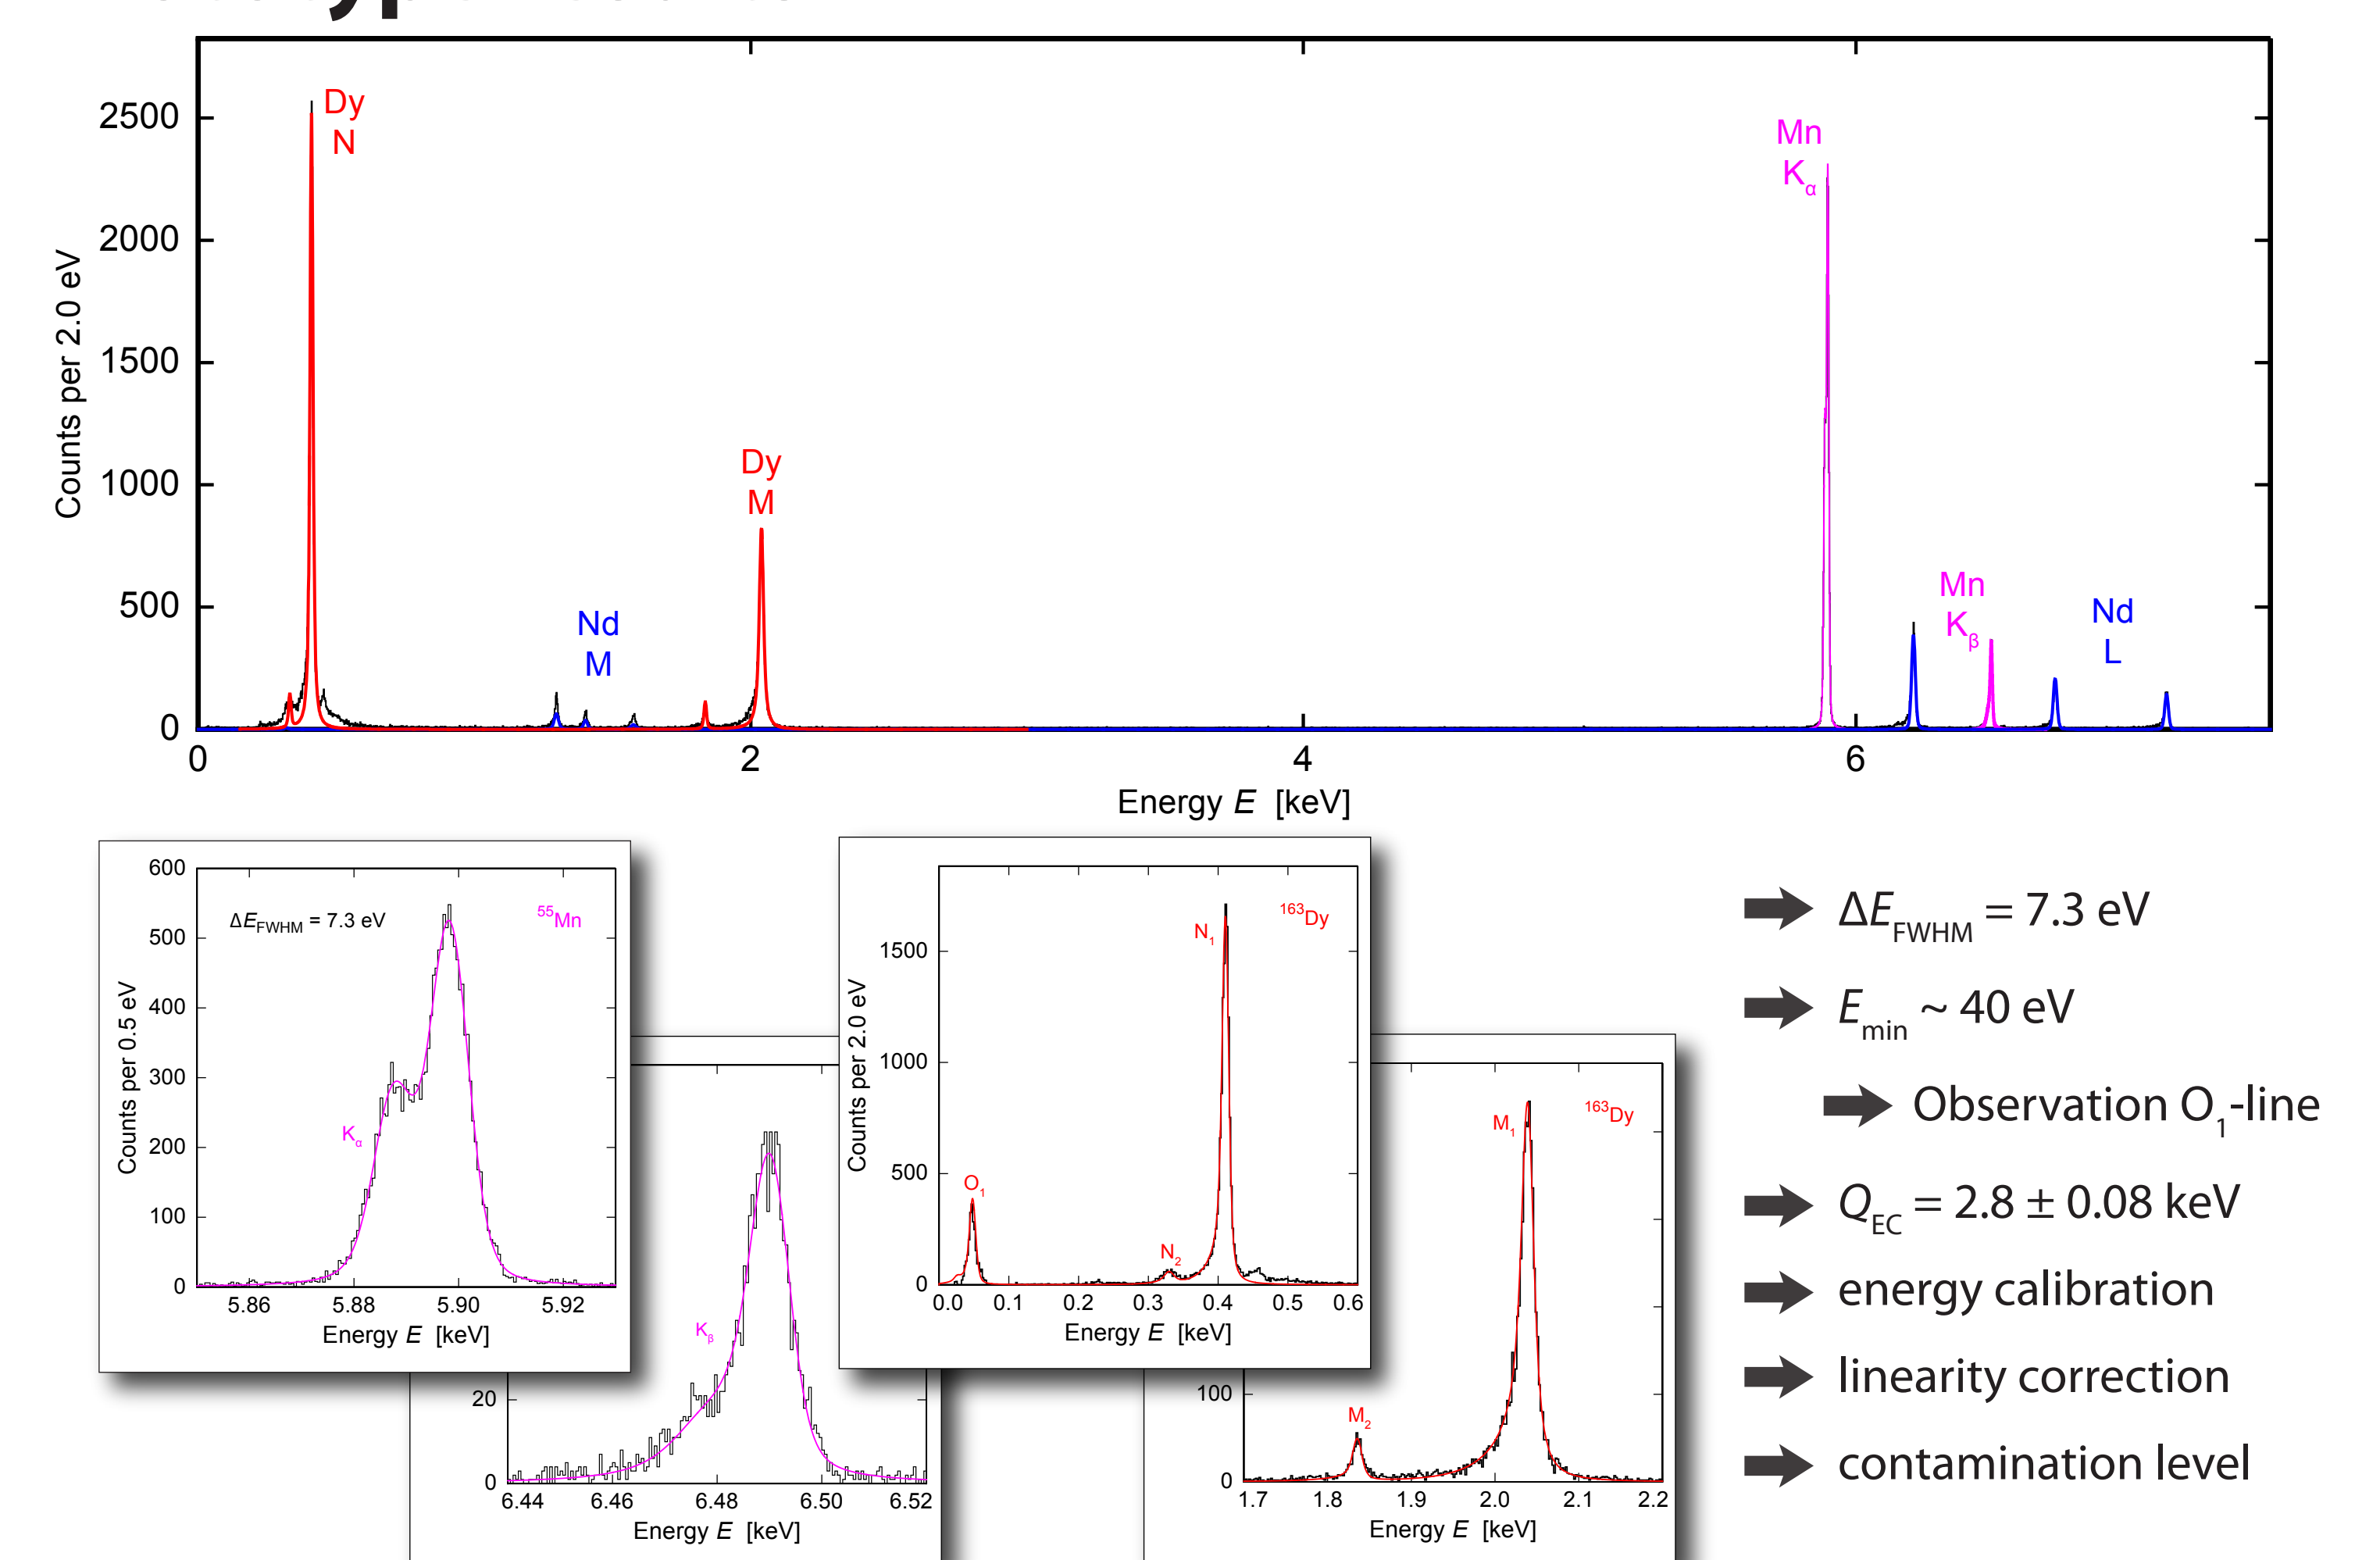 2500
2000
1500
1000
500
0
Counts per 2.0 eV
Dy
N
Nd
M
Dy
M
Mn
Kα
Mn
Kβ
Nd
L
0 2 4 6
Energy E [keV]
600
500
400
300
200
100
0
Counts per 0.5 eV
ΔE_FWHM = 7.3 eV
⁵⁵Mn
Kα
5.86 5.88 5.90 5.92
Energy E [keV]
Kβ
20
0
6.44 6.46 6.48 6.50 6.52
Energy E [keV]
1500
1000
500
0
Counts per 2.0 eV
¹⁶³Dy
N₁
O₁
N₂
0.0 0.1 0.2 0.3 0.4 0.5 0.6
Energy E [keV]
¹⁶³Dy
M₁
M₂
100
0
1.7 1.8 1.9 2.0 2.1 2.2
Energy E [keV]
ΔE_FWHM = 7.3 eV
E_min ~ 40 eV
Observation O₁-line
Q_EC = 2.8 ± 0.08 keV
energy calibration
linearity correction
contamination level